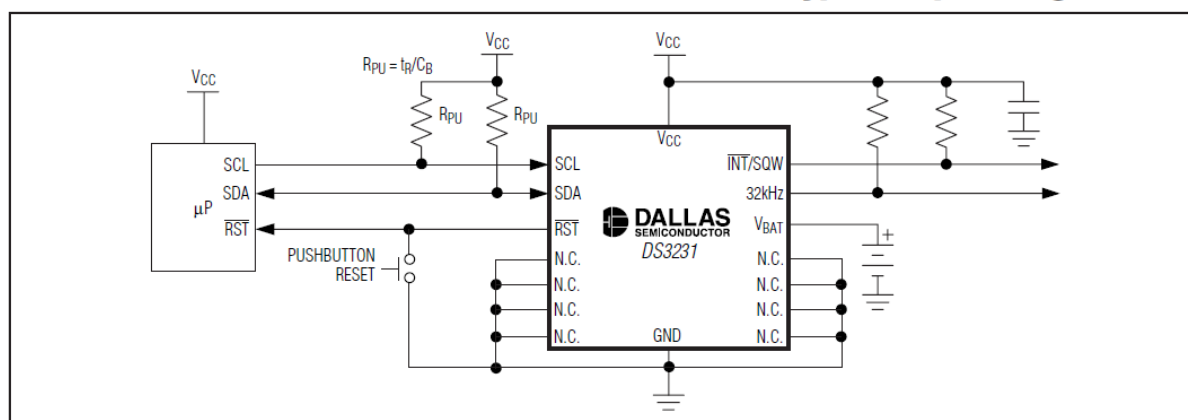 VCC
VCC
RPU = tR/CB
VCC
RPU
RPU
VCC
SCL
SCL
INT/SQW
SDA
SDA
32kHz
μP
RST
RST
VBAT
DALLAS
SEMICONDUCTOR
DS3231
+
PUSHBUTTON
RESET
N.C.
N.C.
N.C.
N.C.
N.C.
N.C.
N.C.
N.C.
GND